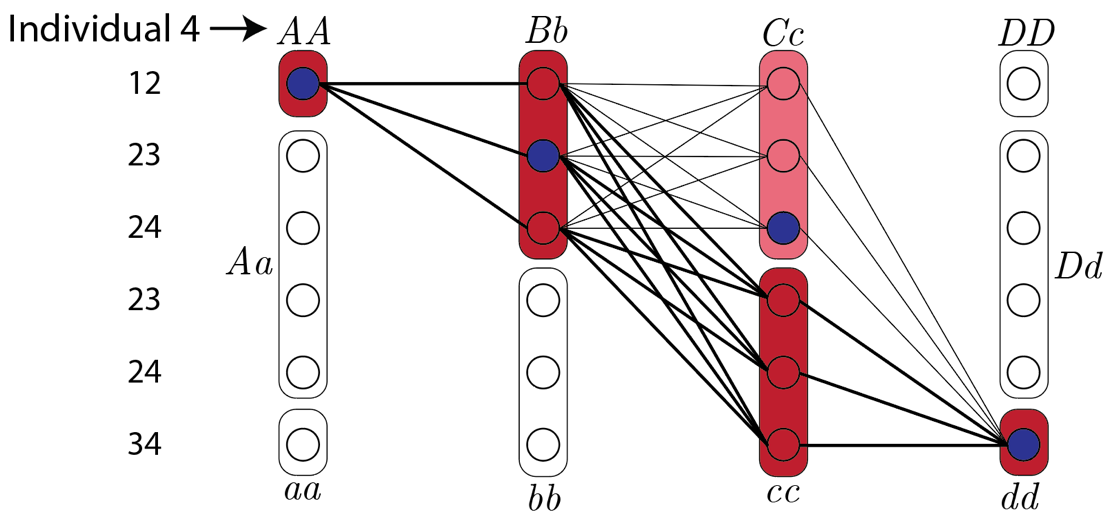 Individual 4 → AA Bb Cc DD
12
23
24
Aa Dd
23
24
34
aa bb cc dd